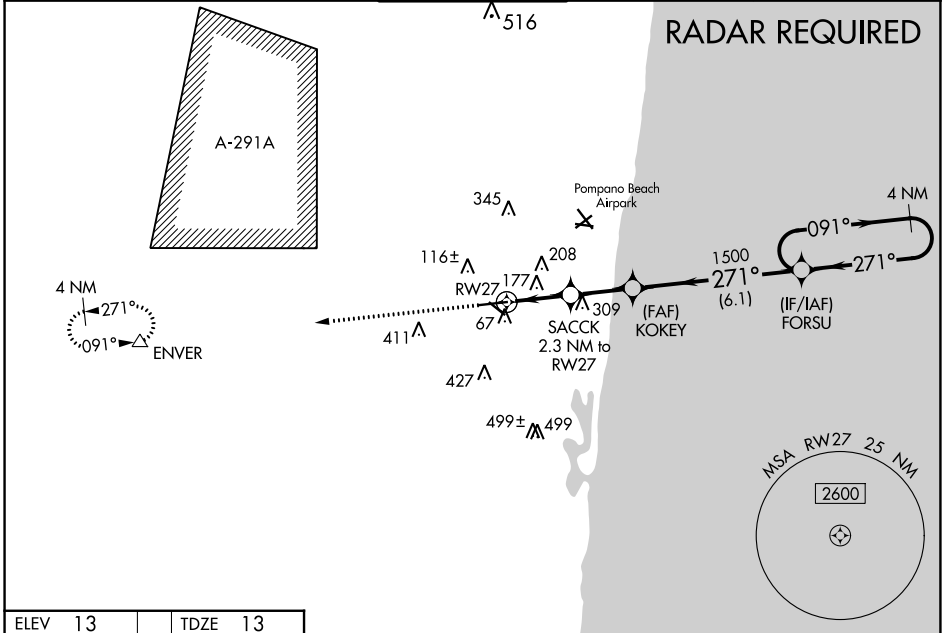 516
RADAR REQUIRED
A-291A
Pompano Beach
Airpark
345
4 NM
091°
116±
208
1500
271°
271°
(6.1)
177
RW27
4 NM
271°
091°
ENVER
67
309
411
SACCK
2.3 NM to
RW27
(FAF)
KOKEY
(IF/IAF)
FORSU
427
499±
499
MSA RW27 25 NM
2600
ELEV 13
TDZE 13